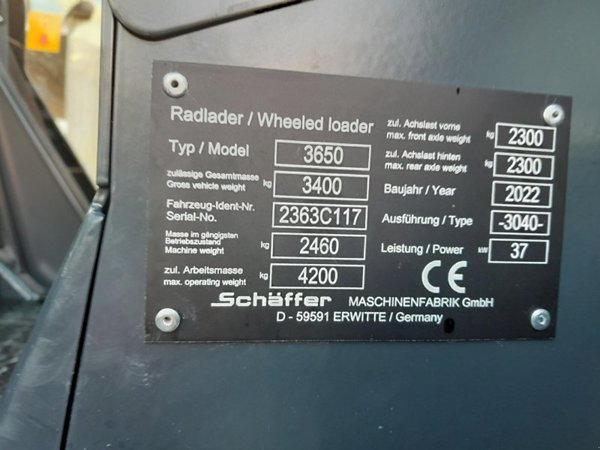 Radlader / Wheeled loader
Typ / Model 3650
zulässige Gesamtmasse
Gross vehicle weight kg 3400
Fahrzeug-Ident-Nr.
Serial-No. 2363C117
Masse im gängigsten
Betriebszustand
Machine weight kg 2460
zul. Arbeitsmasse
max. operating weight kg 4200
zul. Achslast vorne
max. front axle weight kg 2300
zul. Achslast hinten
max. rear axle weight kg 2300
Baujahr / Year 2022
Ausführung / Type -3040-
Leistung / Power kW 37
CE
Schäffer MASCHINENFABRIK GmbH
D - 59591 ERWITTE / Germany